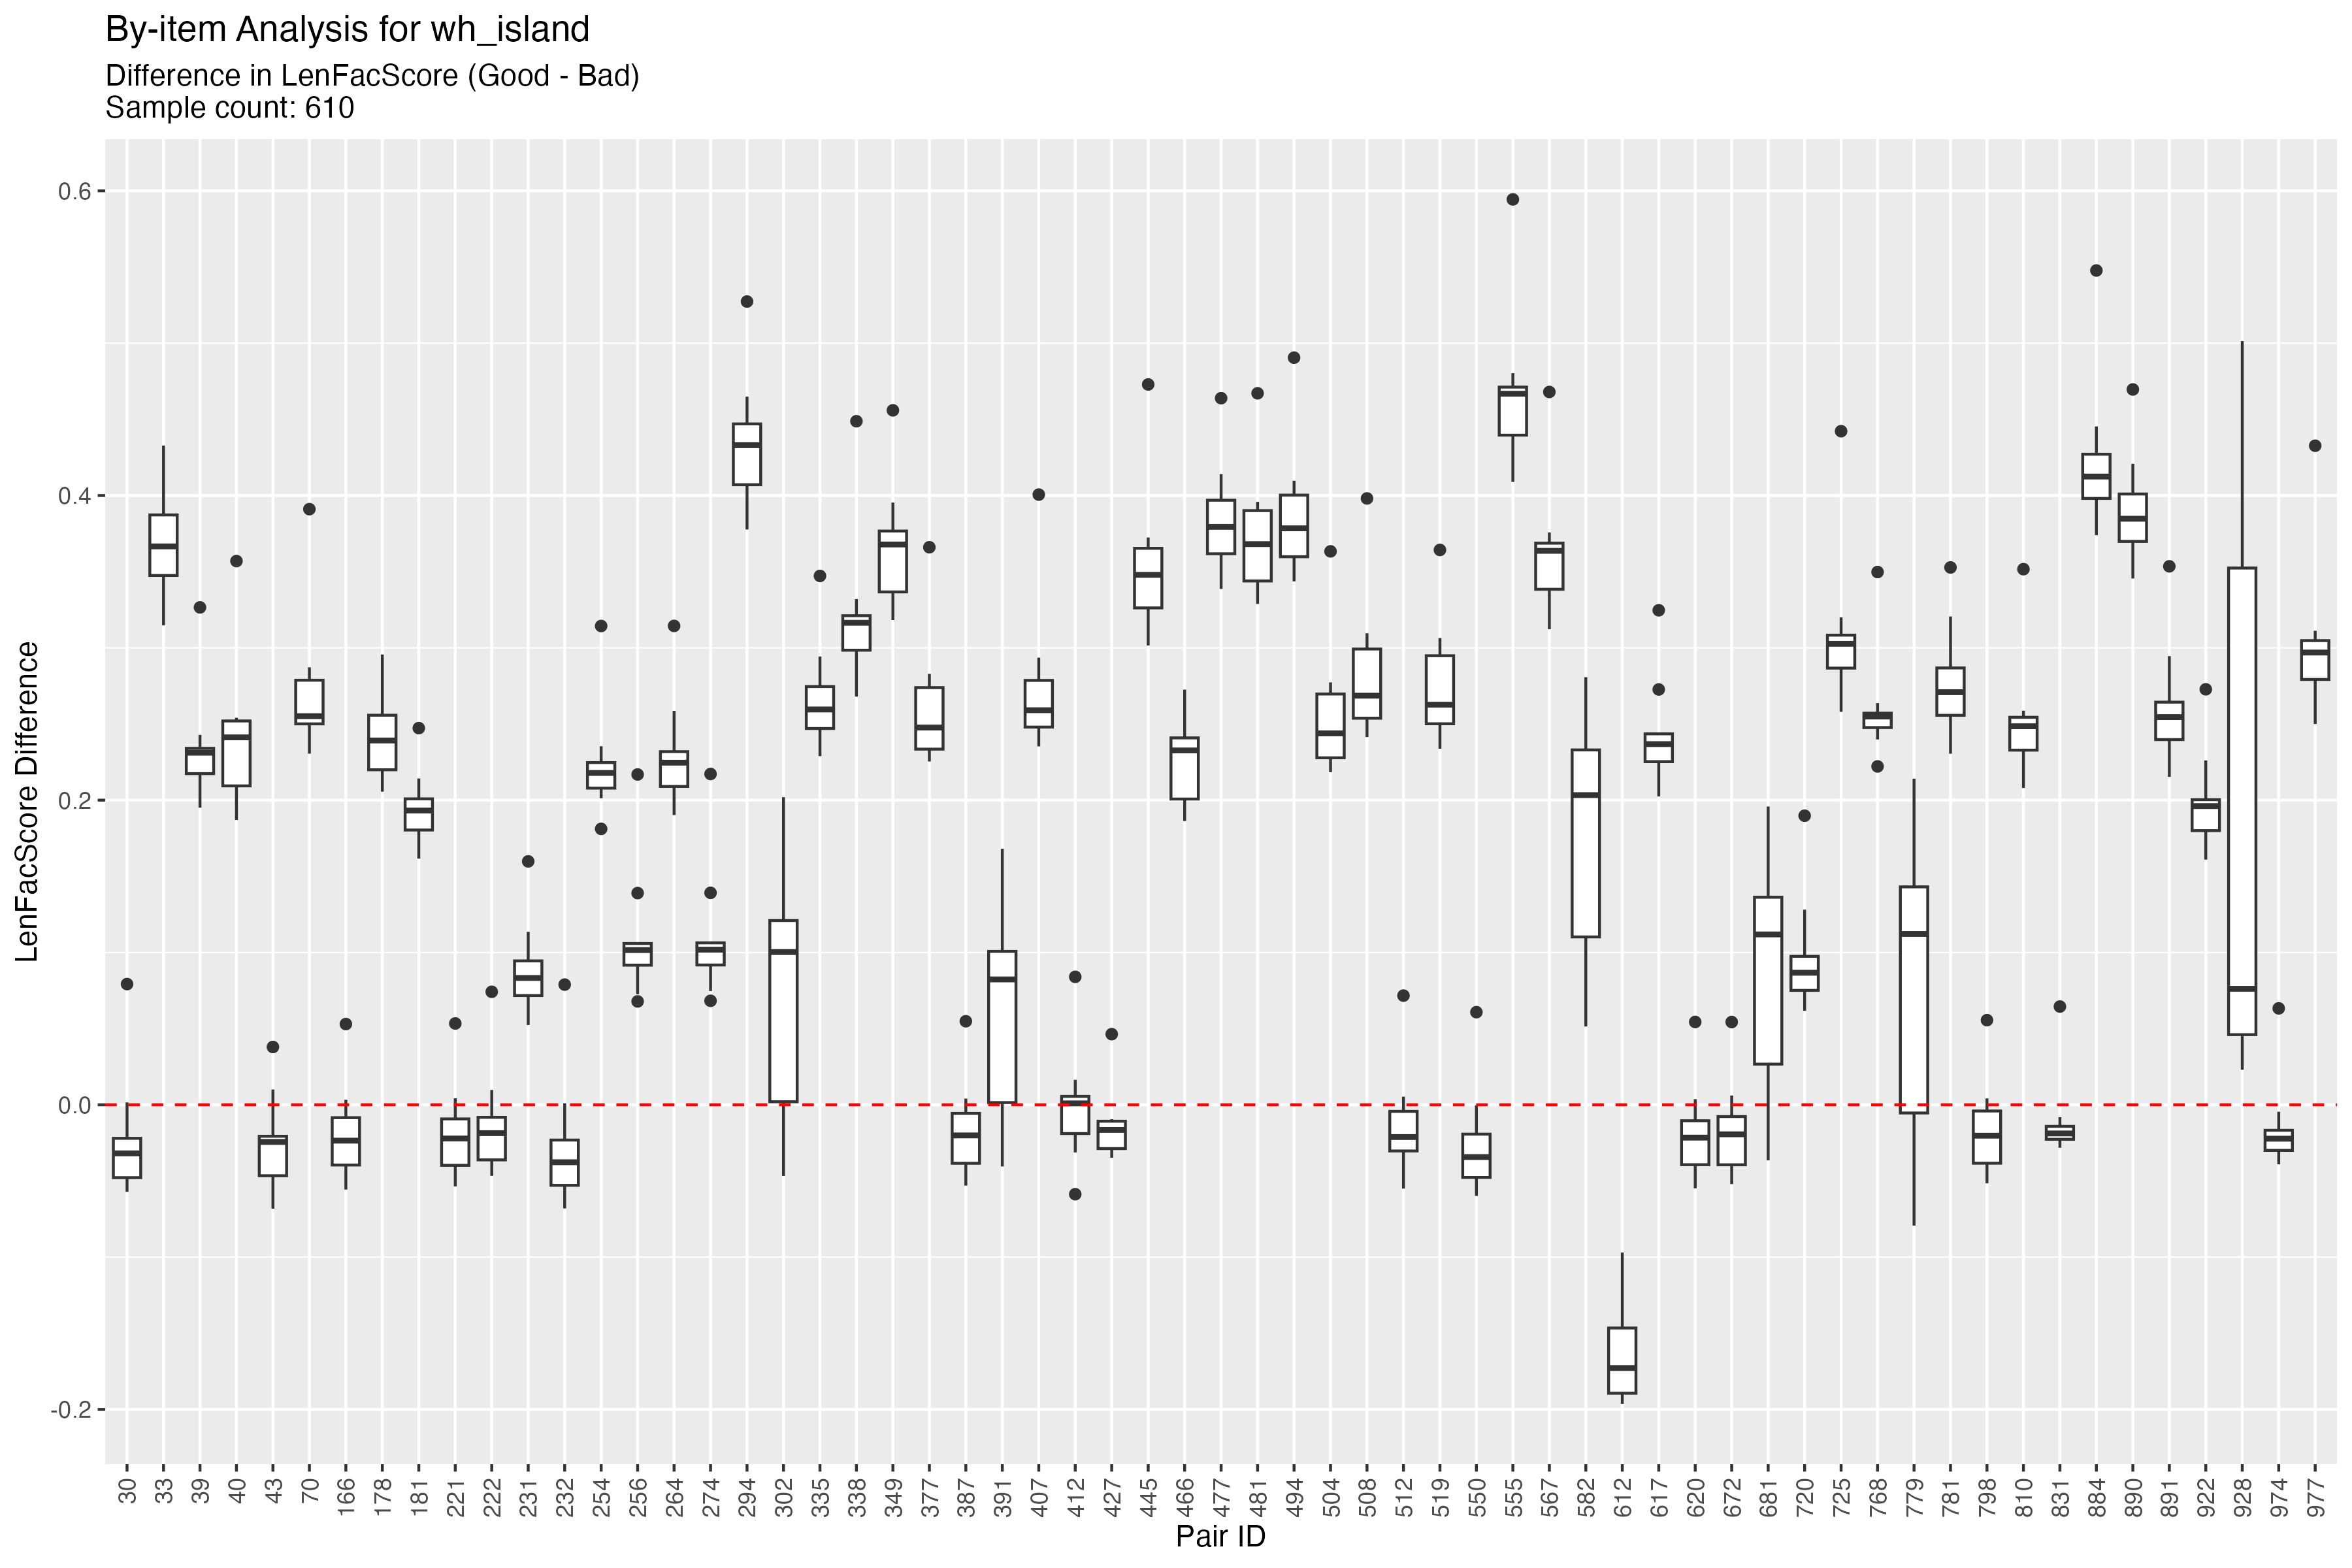 By-item Analysis for wh_island
Difference in LenFacScore (Good - Bad)
Sample count: 610
LenFacScore Difference
0.6
0.4
0.2
0.0
-0.2
30 33 39 40 43 70 166 178 181 221 222 231 232 254 256 264 274 294 302 335 338 349 377 387 391 407 412 427 445 466 477 481 494 504 508 512 519 550 555 567 582 612 617 620 672 681 720 725 768 779 781 798 810 831 884 890 891 922 928 974 977
Pair ID